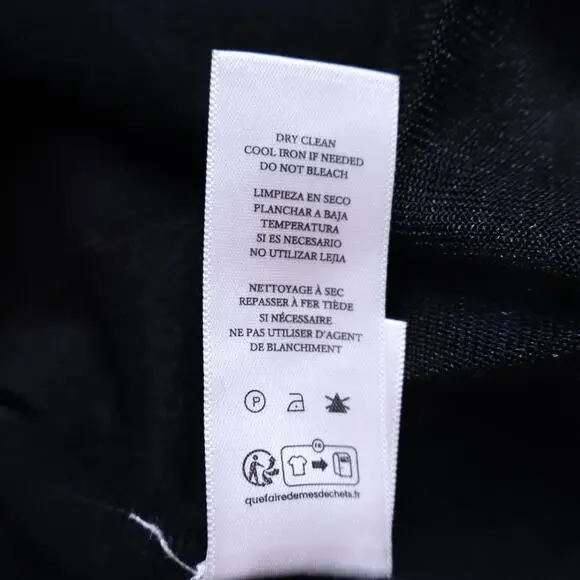 DRY CLEAN
COOL IRON IF NEEDED
DO NOT BLEACH
LIMPIEZA EN SECO
PLANCHAR A BAJA
TEMPERATURA
SI ES NECESARIO
NO UTILIZAR LEJIA
NETTOYAGE À SEC
REPASSER À FER TIÈDE
SI NÉCESSAIRE
NE PAS UTILISER D'AGENT
DE BLANCHIMENT
P
FR
quefairedemesdechets.fr